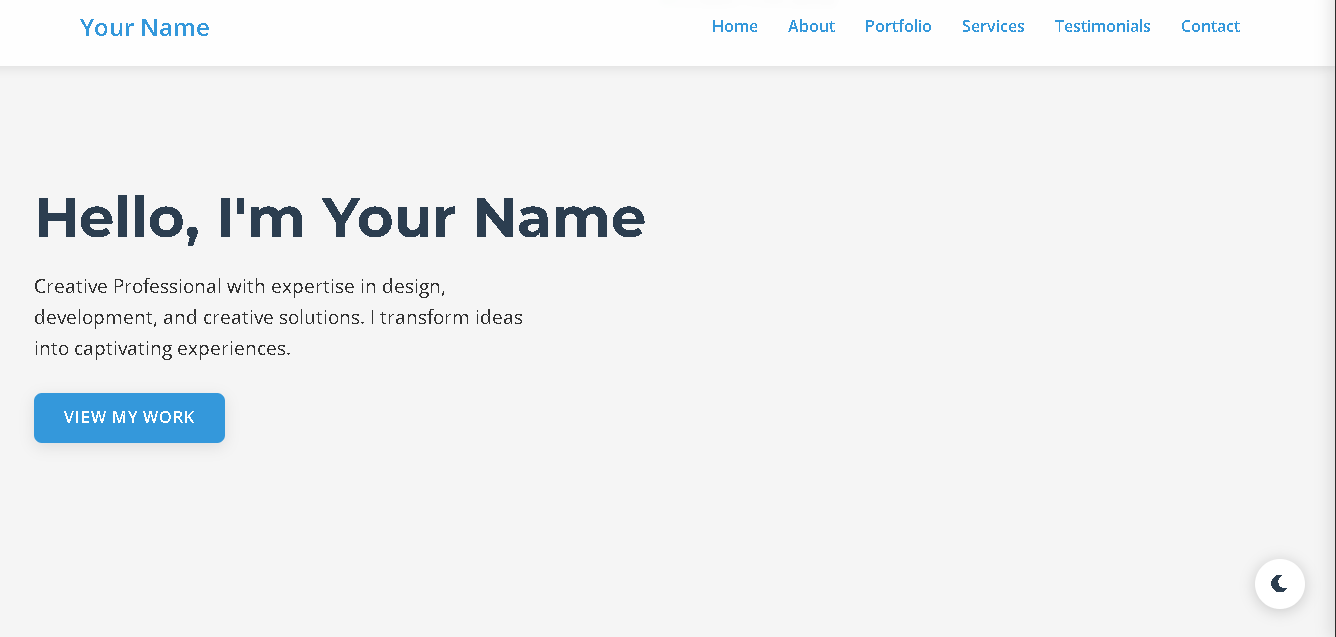 Your Name
Home About Portfolio Services Testimonials Contact
Hello, I'm Your Name
Creative Professional with expertise in design,
development, and creative solutions. I transform ideas
into captivating experiences.
VIEW MY WORK